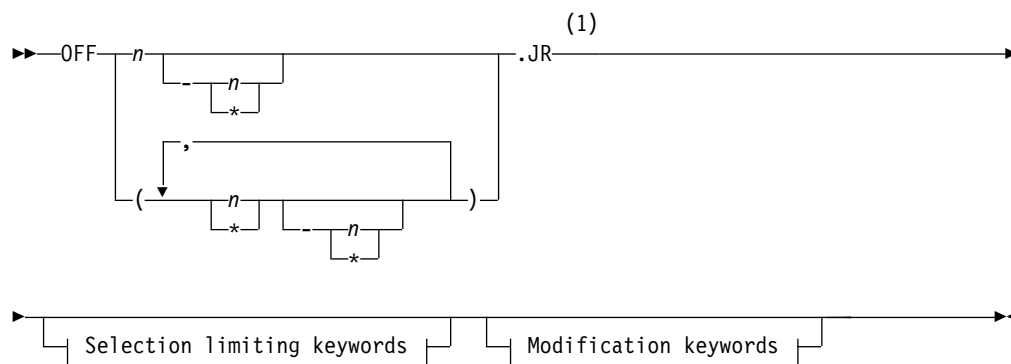 (1)
OFF n .JR
- n
*
,
( n )
*
- n
*
Selection limiting keywords Modification keywords